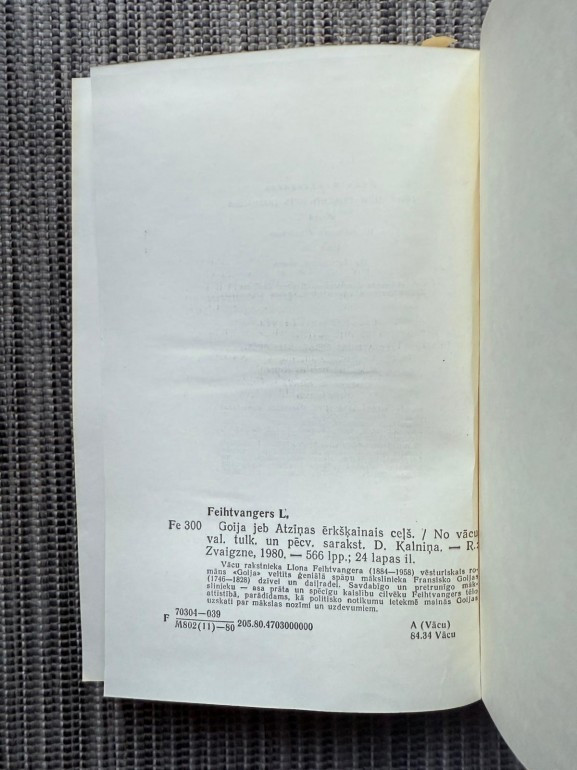 Feihtvangers L.
Fe 300 Goija jeb Atziņas ērkšķainais ceļš. / No vācu
val. tulk. un pēcv. sarakst. D. Kalniņa. — R.:
Zvaigzne, 1980. — 566 lpp.; 24 lapas il.
Vācu rakstnieka Liona Feihtvangera (1884—1958) vēsturiskais ro-
māns «Goija» veltīts ģeniālā spāņu mākslinieka Fransisko Goijas
(1746—1828) dzīvei un daiļradei. Savdabīgo un pretrunīgo māk-
slinieku — asa prāta un spēcīgu kaislību cilvēku Feihtvangers tēlo
attīstībā, parādīdams, kā politisko notikumu ietekmē mainās Goijas
uzskati par mākslas nozīmi un uzdevumiem.
F 70304—039
M802(11)—80 205.80.4703000000
A (Vācu)
84.34 Vācu